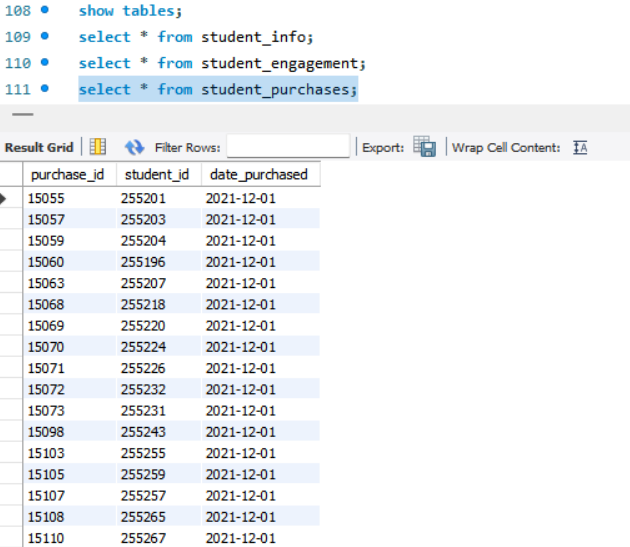 108 show tables;
109 select * from student_info;
110 select * from student_engagement;
111 select * from student_purchases;
Result Grid Filter Rows: Export: Wrap Cell Content: IA
purchase_id student_id date_purchased
15055 255201 2021-12-01
15057 255203 2021-12-01
15059 255204 2021-12-01
15060 255196 2021-12-01
15063 255207 2021-12-01
15068 255218 2021-12-01
15069 255220 2021-12-01
15070 255224 2021-12-01
15071 255226 2021-12-01
15072 255232 2021-12-01
15073 255231 2021-12-01
15098 255243 2021-12-01
15103 255255 2021-12-01
15105 255259 2021-12-01
15107 255257 2021-12-01
15108 255265 2021-12-01
15110 255267 2021-12-01